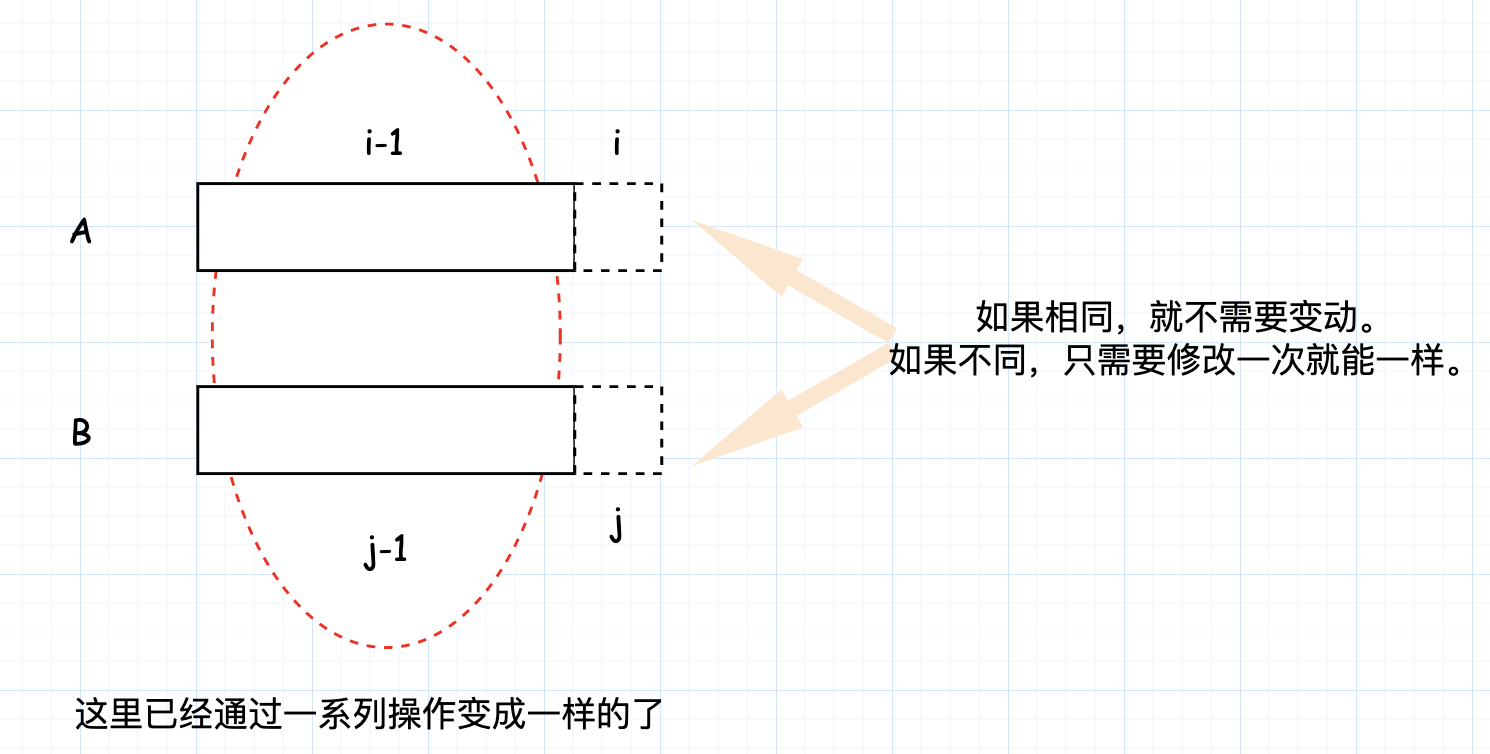 i-1
i
A
如果相同，就不需要变动。
如果不同，只需要修改一次就能一样。
B
j
j-1
这里已经通过一系列操作变成一样的了